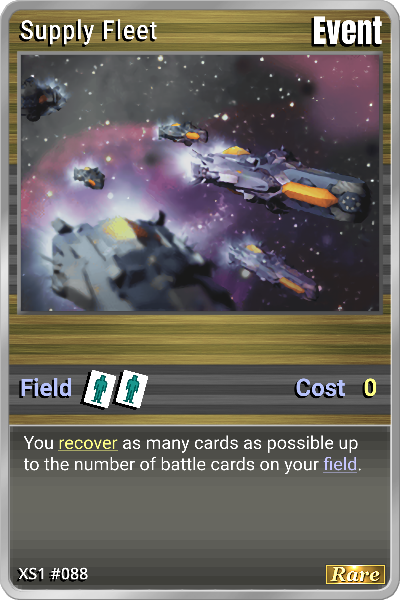 Supply Fleet
Event
Field
Cost 0
You recover as many cards as possible up
to the number of battle cards on your field.
XS1 #088
Rare